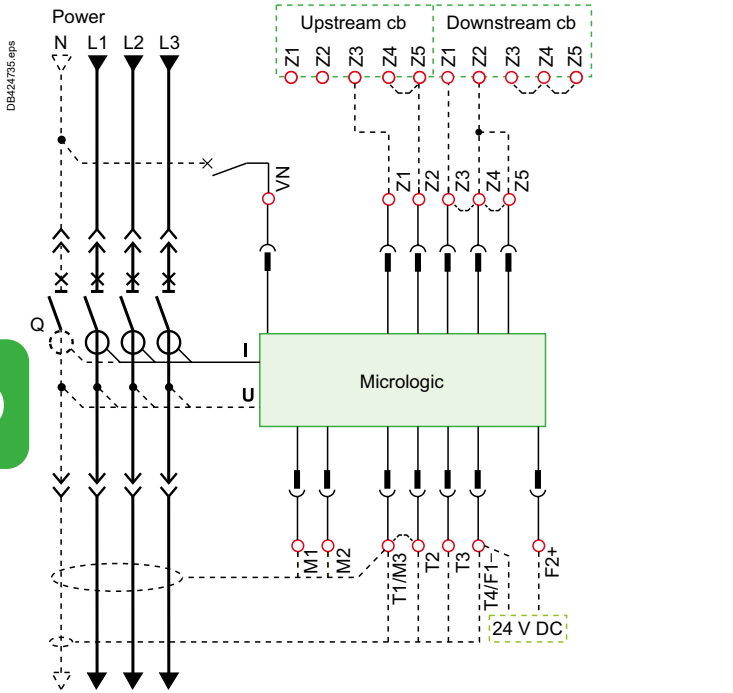 Power
N L1 L2 L3
DB424735.eps
Upstream cb Downstream cb
Z1 Z2 Z3 Z4 Z5 Z1 Z2 Z3 Z4 Z5
VN
Z1 Z2 Z3 Z4 Z5
Q
I
U
Micrologic
M1 M2 T1/M3 T2 T3 T4/F1– F2+
24 V DC